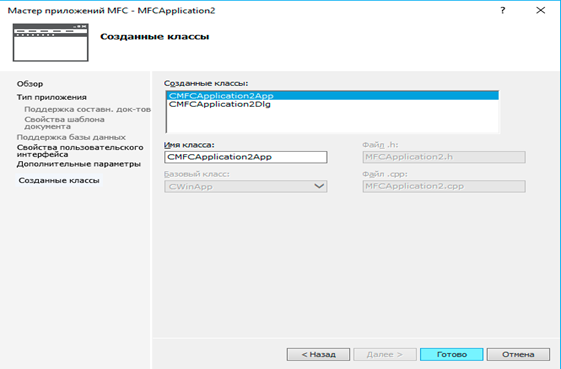 Мастер приложений MFC - MFCApplication2
? ×
Созданные классы
Обзор
Тип приложения
Поддержка составн. док-тов
Свойства шаблона
документа
Поддержка базы данных
Свойства пользовательского
интерфейса
Дополнительные параметры
Созданные классы
Созданные классы:
CMFCApplication2App
CMFCApplication2Dlg
Имя класса:
CMFCApplication2App
Файл .h:
MFCApplication2.h
Базовый класс:
CWinApp
Файл .cpp:
MFCApplication2.cpp
< Назад
Далее >
Готово
Отмена